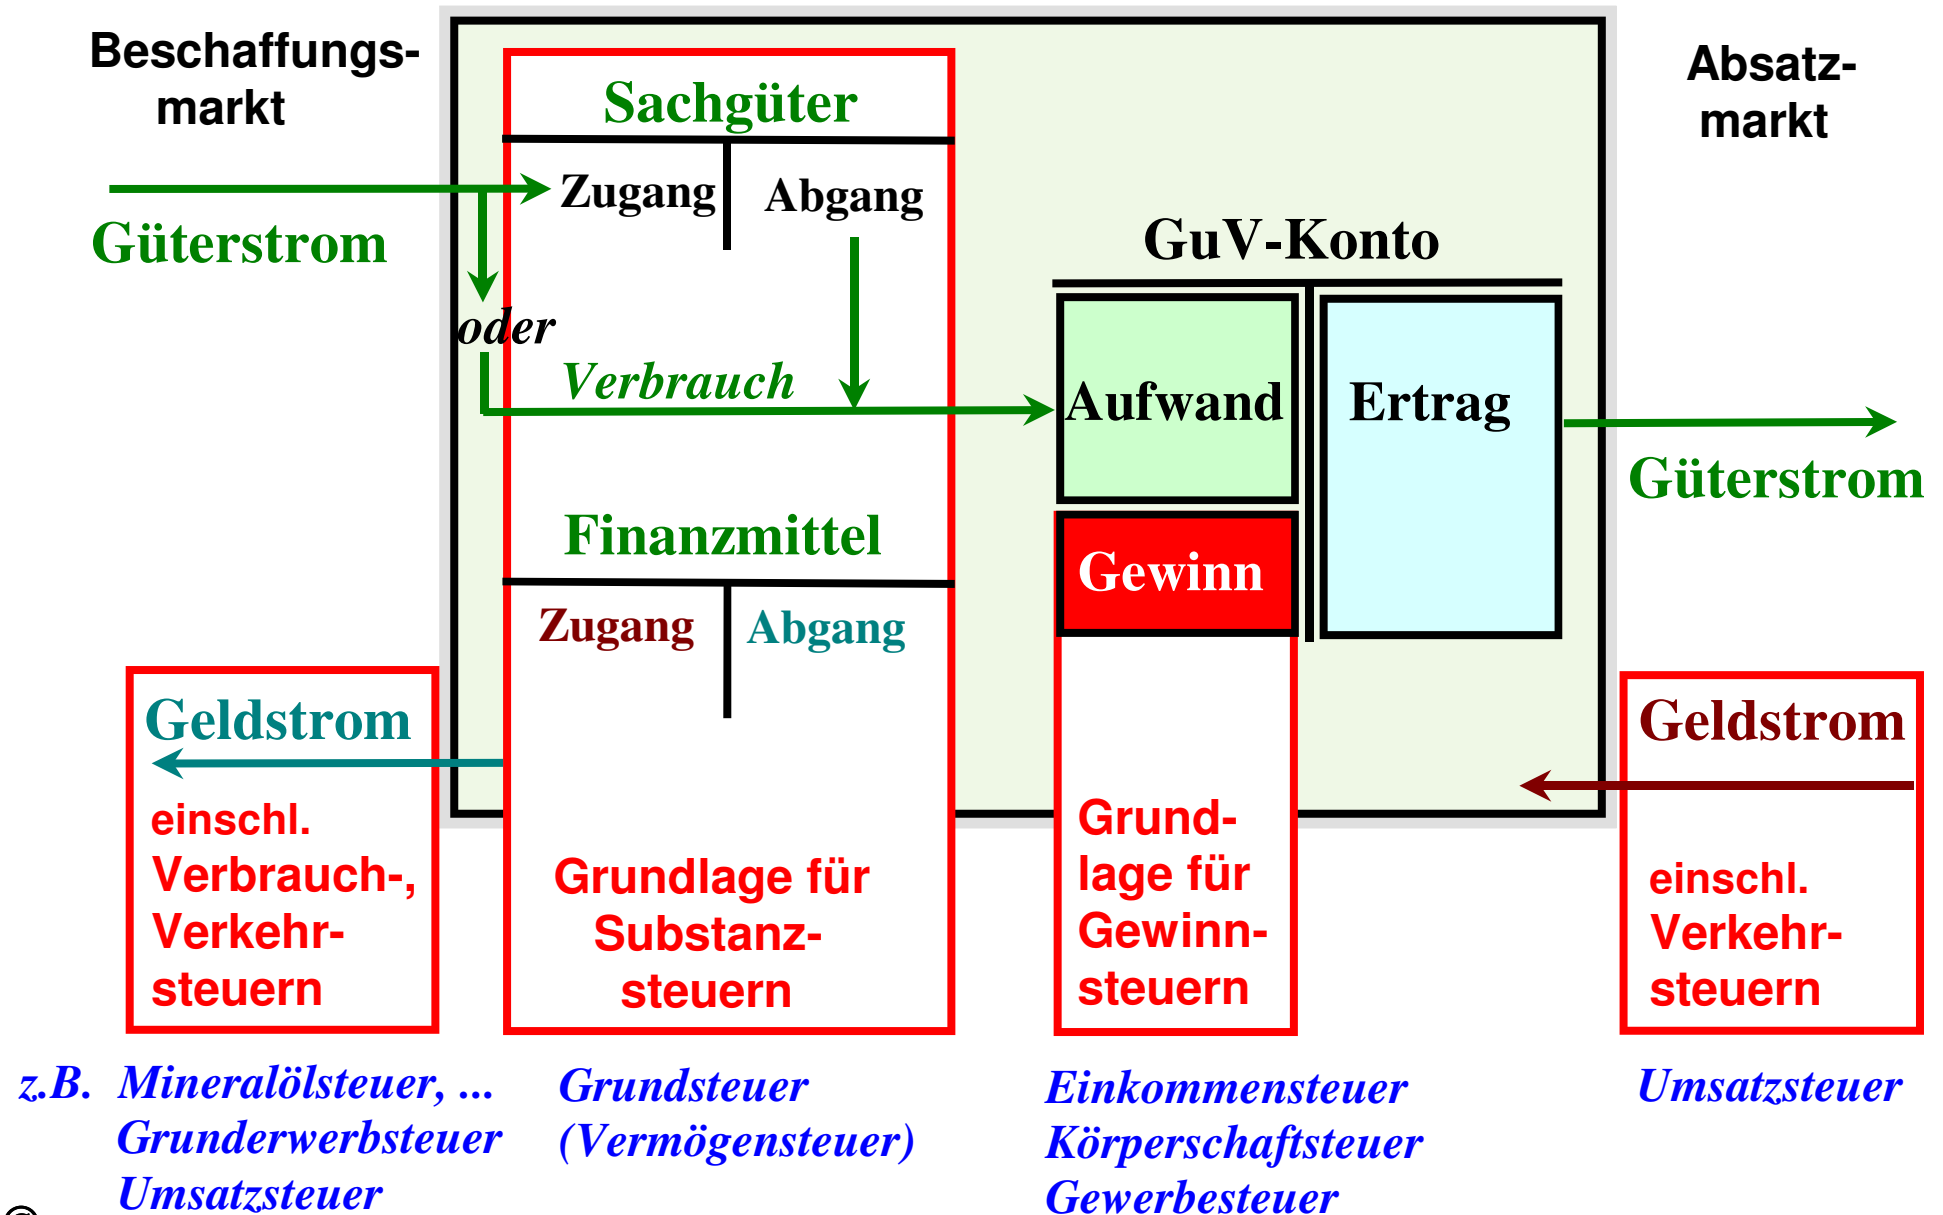 Beschaffungs-
markt
Absatz-
markt
Sachgüter
Zugang
Abgang
Güterstrom
oder
Verbrauch
GuV-Konto
Aufwand
Ertrag
Güterstrom
Gewinn
Finanzmittel
Zugang
Abgang
Geldstrom
einschl.
Verbrauch-,
Verkehr-
steuern
Grundlage für
Substanz-
steuern
Grund-
lage für
Gewinn-
steuern
Geldstrom
einschl.
Verkehr-
steuern
z.B. Mineralölsteuer, ...
Grunderwerbsteuer
Umsatzsteuer
Grundsteuer
(Vermögensteuer)
Einkommensteuer
Körperschaftsteuer
Gewerbesteuer
Umsatzsteuer